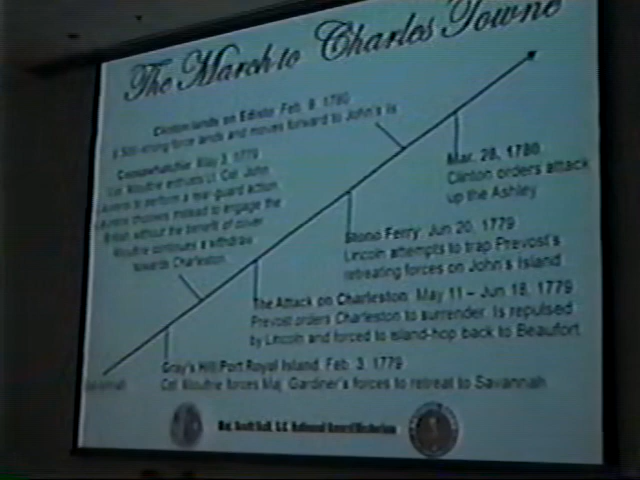 The March to Charles Towne
Clinton lands on Edisto, Feb. 9, 1780
strong force lands and moves forward to John's Is
Coosawhatchie, May 3, 1779
Col. Moultrie entrusts Lt. Col. John
to perform a rear-guard action.
chooses instead to engage the
British without the benefit of cover.
Moultrie continues a withdraw
towards Charleston.
Mar. 28, 1780
Clinton orders attack
up the Ashley
Stono Ferry, Jun 20, 1779
Lincoln attempts to trap Prevost's
retreating forces on John's Island
The Attack on Charleston, May 11 – Jun 18, 1779
Prevost orders Charleston to surrender. Is repulsed
by Lincoln and forced to island-hop back to Beaufort
Gray's Hill/Port Royal Island, Feb. 3, 1779
Col. Moultrie forces Maj. Gardiner's forces to retreat to Savannah
S.C. National Guard Historian